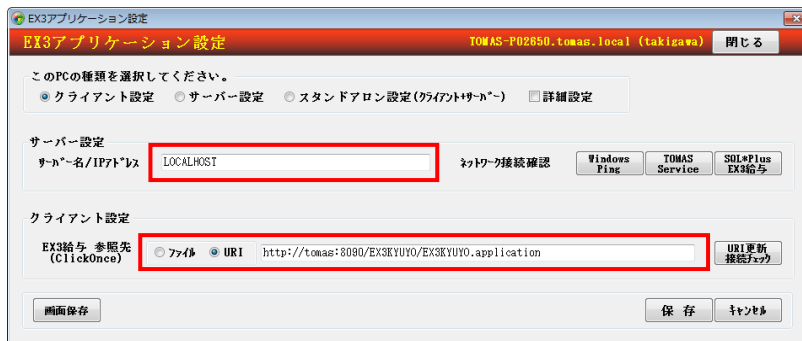 EX3アプリケーション設定
EX3アプリケーション設定 TOMAS-P02650.tomas.local (takigawa) 閉じる
このPCの種類を選択してください。
クライアント設定 サーバー設定 スタンドアロン設定(ｸﾗｲｱﾝﾄ+ｻｰﾊﾞｰ) 詳細設定
サーバー設定
ｻｰﾊﾞｰ名/IPｱﾄﾞﾚｽ LOCALHOST ﾈｯﾄﾜｰｸ接続確認 Windows Ping TOMAS Service SQL*Plus EX3給与
クライアント設定
EX3給与 参照先 (ClickOnce) ﾌｧｲﾙ URI http://tomas:8090/EX3KYUYO/EX3KYUYO.application URI更新 接続ﾁｪｯｸ
画面保存 保存 ｷｬﾝｾﾙ